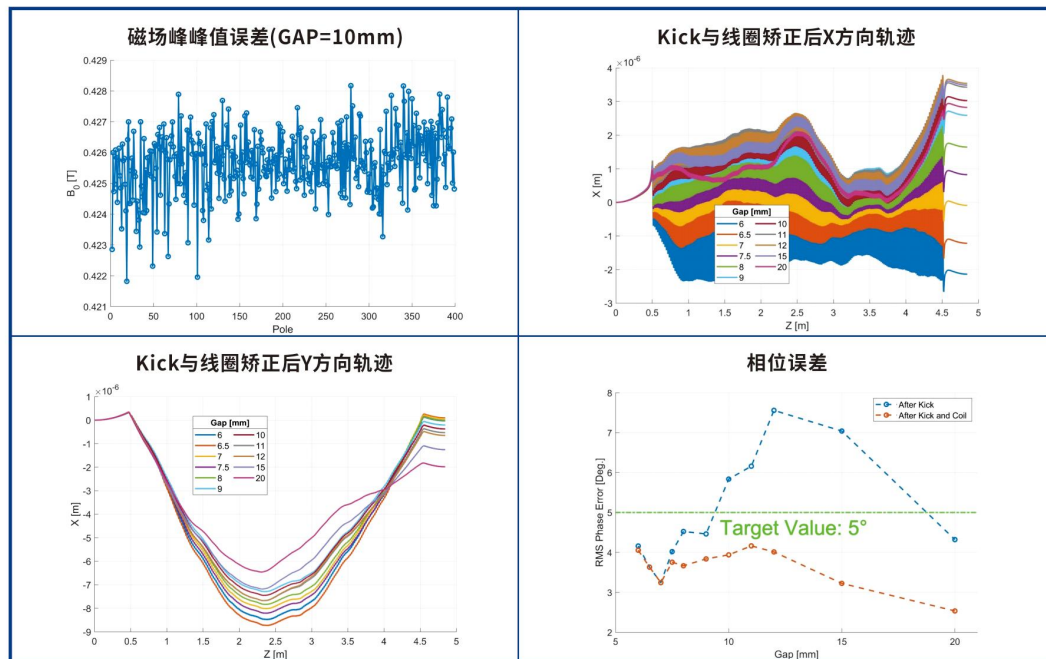 磁场峰峰值误差(GAP=10mm)
0.429
0.428
0.427
0.426
0.425
0.424
0.423
0.422
0.421
B0 [T]
0 50 100 150 200 250 300 350 400
Pole
Kick与线圈矫正后X方向轨迹
×10-6
4
3
2
1
0
-1
-2
-3
X [m]
Gap [mm]
6 10
6.5 11
7 12
7.5 15
8 20
9
0 0.5 1 1.5 2 2.5 3 3.5 4 4.5 5
Z [m]
Kick与线圈矫正后Y方向轨迹
×10-6
1
0
-1
-2
-3
-4
-5
-6
-7
-8
-9
X [m]
Gap [mm]
6 10
6.5 11
7 12
7.5 15
8 20
9
0 0.5 1 1.5 2 2.5 3 3.5 4 4.5 5
Z [m]
相位误差
8
7
6
5
4
3
2
RMS Phase Error [Deg.]
After Kick
After Kick and Coil
Target Value: 5°
5 10 15 20
Gap [mm]